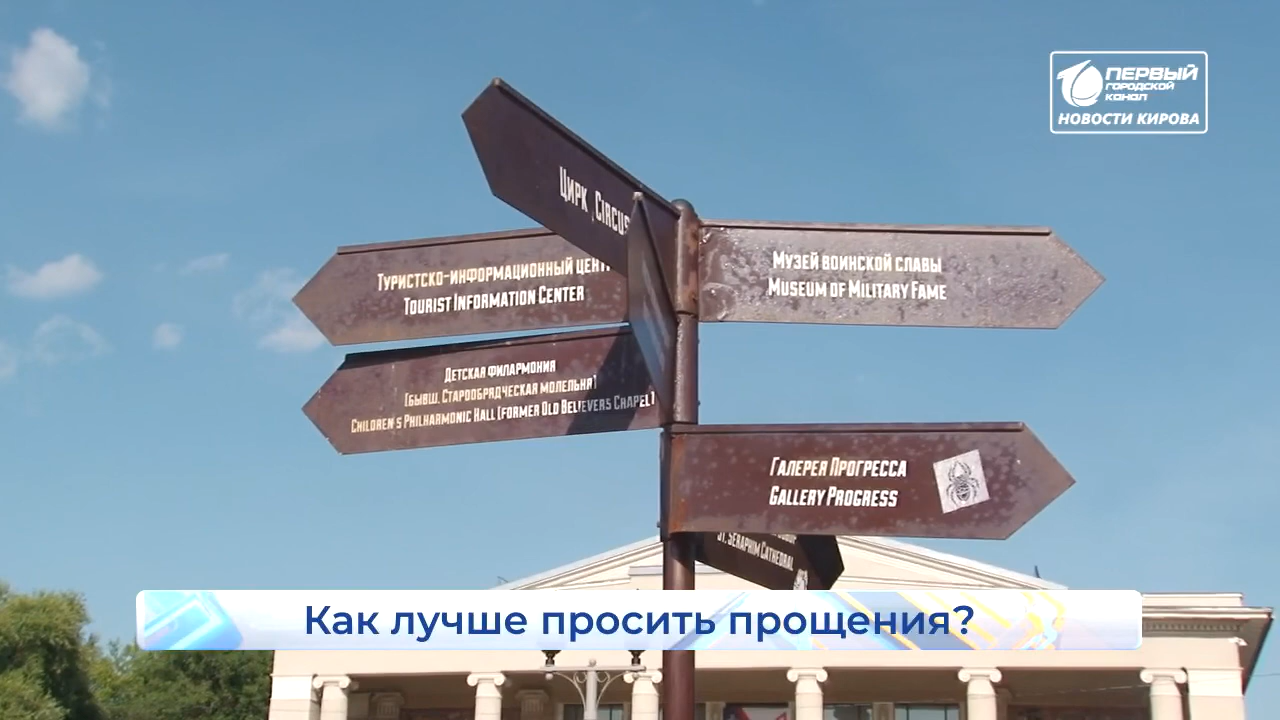 ПЕРВЫЙ
ГОРОДСКОЙ
КАНАЛ
НОВОСТИ КИРОВА
Цирк Circus
Туристско-информационный
Tourist Information Center
Музей воинской славы
Museum of Military Fame
Детская филармония
(бывш. Старообрядческая молельня)
Children's Philharmonic Hall (former Old Believers Chapel)
Галерея Прогресса
Gallery Progress
St. Seraphim Cathedral
Как лучше просить прощения?